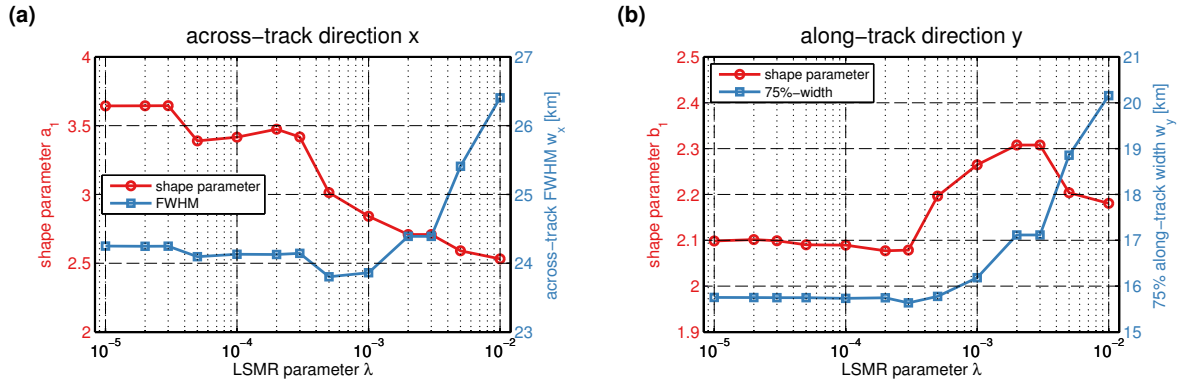 (a)
across−track direction x
4
3.5
3
2.5
2
shape parameter a1
27
26
25
24
23
across−track FWHM w_x [km]
shape parameter
FWHM
10−5
10−4
10−3
10−2
LSMR parameter λ
(b)
along−track direction y
2.5
2.4
2.3
2.2
2.1
2
1.9
shape parameter b1
21
20
19
18
17
16
15
75% along−track width w_y [km]
shape parameter
75%−width
10−5
10−4
10−3
10−2
LSMR parameter λ